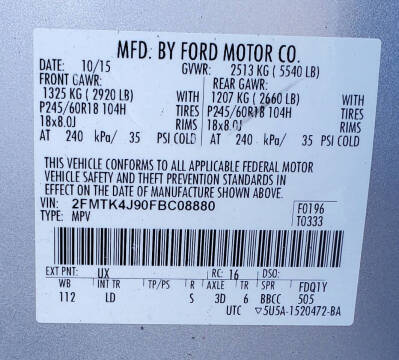 MFD. BY FORD MOTOR CO.
DATE: 10/15 GVWR: 2513 KG ( 5540 LB)
FRONT GAWR: REAR GAWR:
1325 KG ( 2920 LB) WITH 1207 KG ( 2660 LB) WITH
P245/60R18 104H TIRES P245/60R18 104H TIRES
18x8.0J RIMS 18x8.0J RIMS
AT 240 kPa/ 35 PSI COLD AT 240 kPa/ 35 PSI COLD
THIS VEHICLE CONFORMS TO ALL APPLICABLE FEDERAL MOTOR
VEHICLE SAFETY AND THEFT PREVENTION STANDARDS IN
EFFECT ON THE DATE OF MANUFACTURE SHOWN ABOVE.
VIN: 2FMTK4J90FBC08880 F0196
TYPE: MPV T0333
EXT PNT: UX RC: 16 DSO:
WB INT TR TP/PS R AXLE TR SPR FDQ1Y
112 LD S 3D 6 BBCC 505
UTC ▽5U5A-1520472-BA